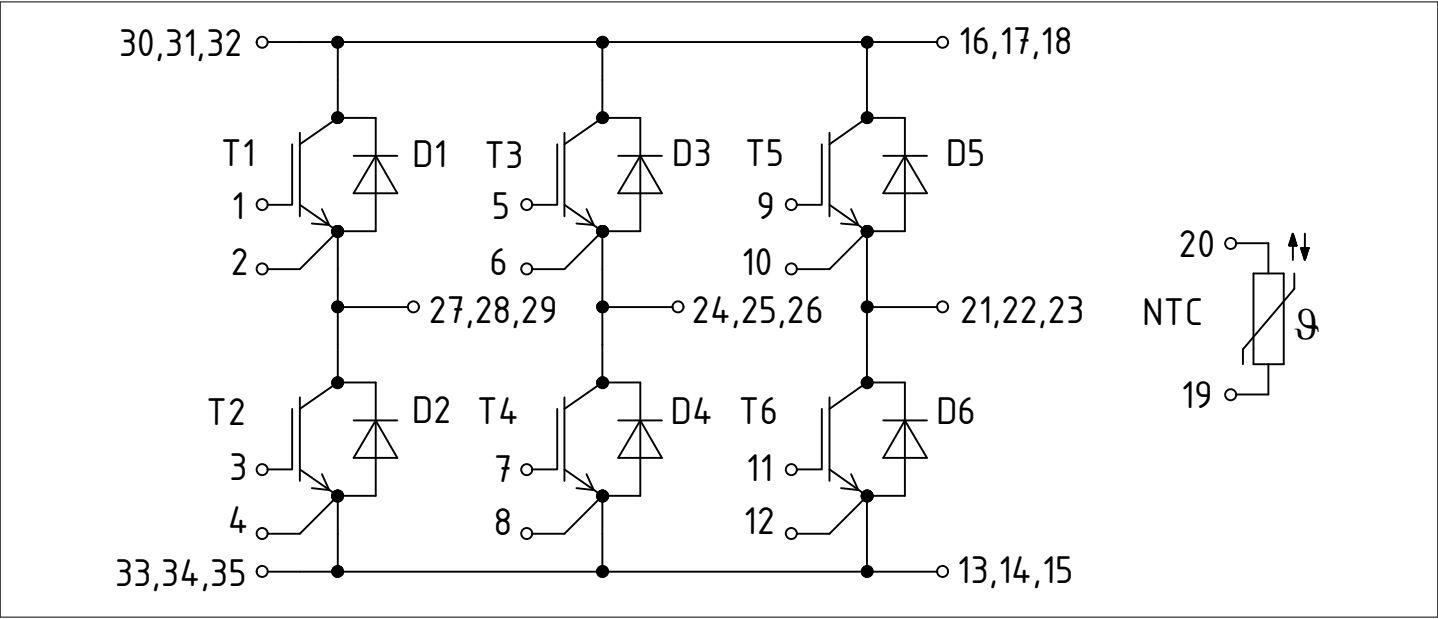 30,31,32 16,17,18
T1 D1 T3 D3 T5 D5
1 5 9
2 6 10
20
27,28,29 24,25,26 21,22,23 NTC ϑ
19
T2 D2 T4 D4 T6 D6
3 7 11
4 8 12
33,34,35 13,14,15